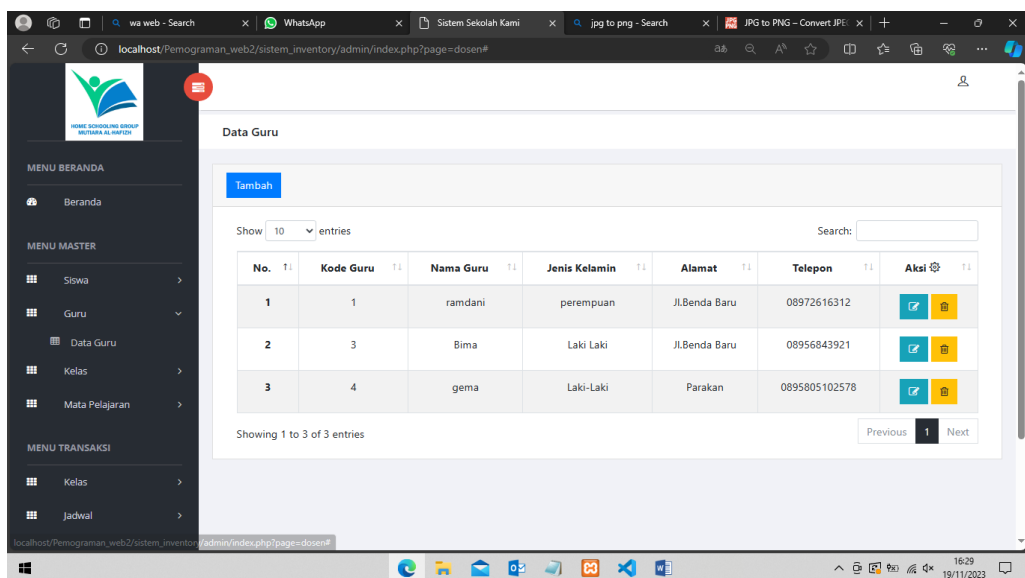 wa web - Search
WhatsApp
Sistem Sekolah Kami
jpg to png - Search
JPG to PNG – Convert JPE
localhost/Pemograman_web2/sistem_inventory/admin/index.php?page=dosen#
HOME SCHOOLING GROUP
MUTIARA AL-HAFIZH
Data Guru
MENU BERANDA
Beranda
MENU MASTER
Siswa
Guru
Data Guru
Kelas
Mata Pelajaran
MENU TRANSAKSI
Kelas
Jadwal
Tambah
Show 10 entries Search:
No. Kode Guru Nama Guru Jenis Kelamin Alamat Telepon Aksi
1 1 ramdani perempuan Jl.Benda Baru 08972616312
2 3 Bima Laki Laki Jl.Benda Baru 08956843921
3 4 gema Laki-Laki Parakan 0895805102578
Showing 1 to 3 of 3 entries Previous 1 Next
localhost/Pemograman_web2/sistem_inventory/admin/index.php?page=dosen#
16:29
19/11/2023